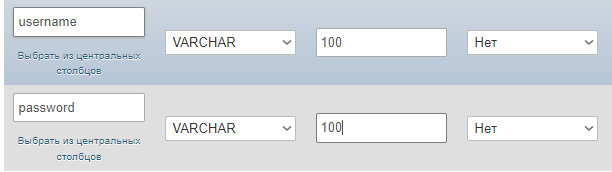 username
VARCHAR 100 Нет
Выбрать из центральных
столбцов
password
VARCHAR 100 Нет
Выбрать из центральных
столбцов